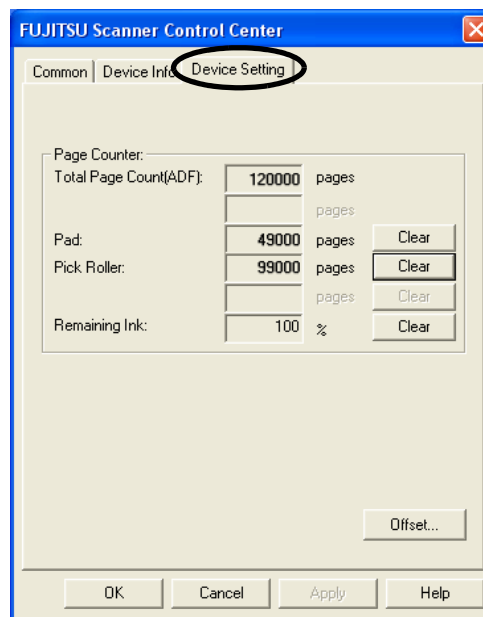 FUJITSU Scanner Control Center
Common Device Info Device Setting
Page Counter:
Total Page Count(ADF): 120000 pages
pages
Pad: 49000 pages Clear
Pick Roller: 99000 pages Clear
pages Clear
Remaining Ink: 100 % Clear
Offset...
OK Cancel Apply Help